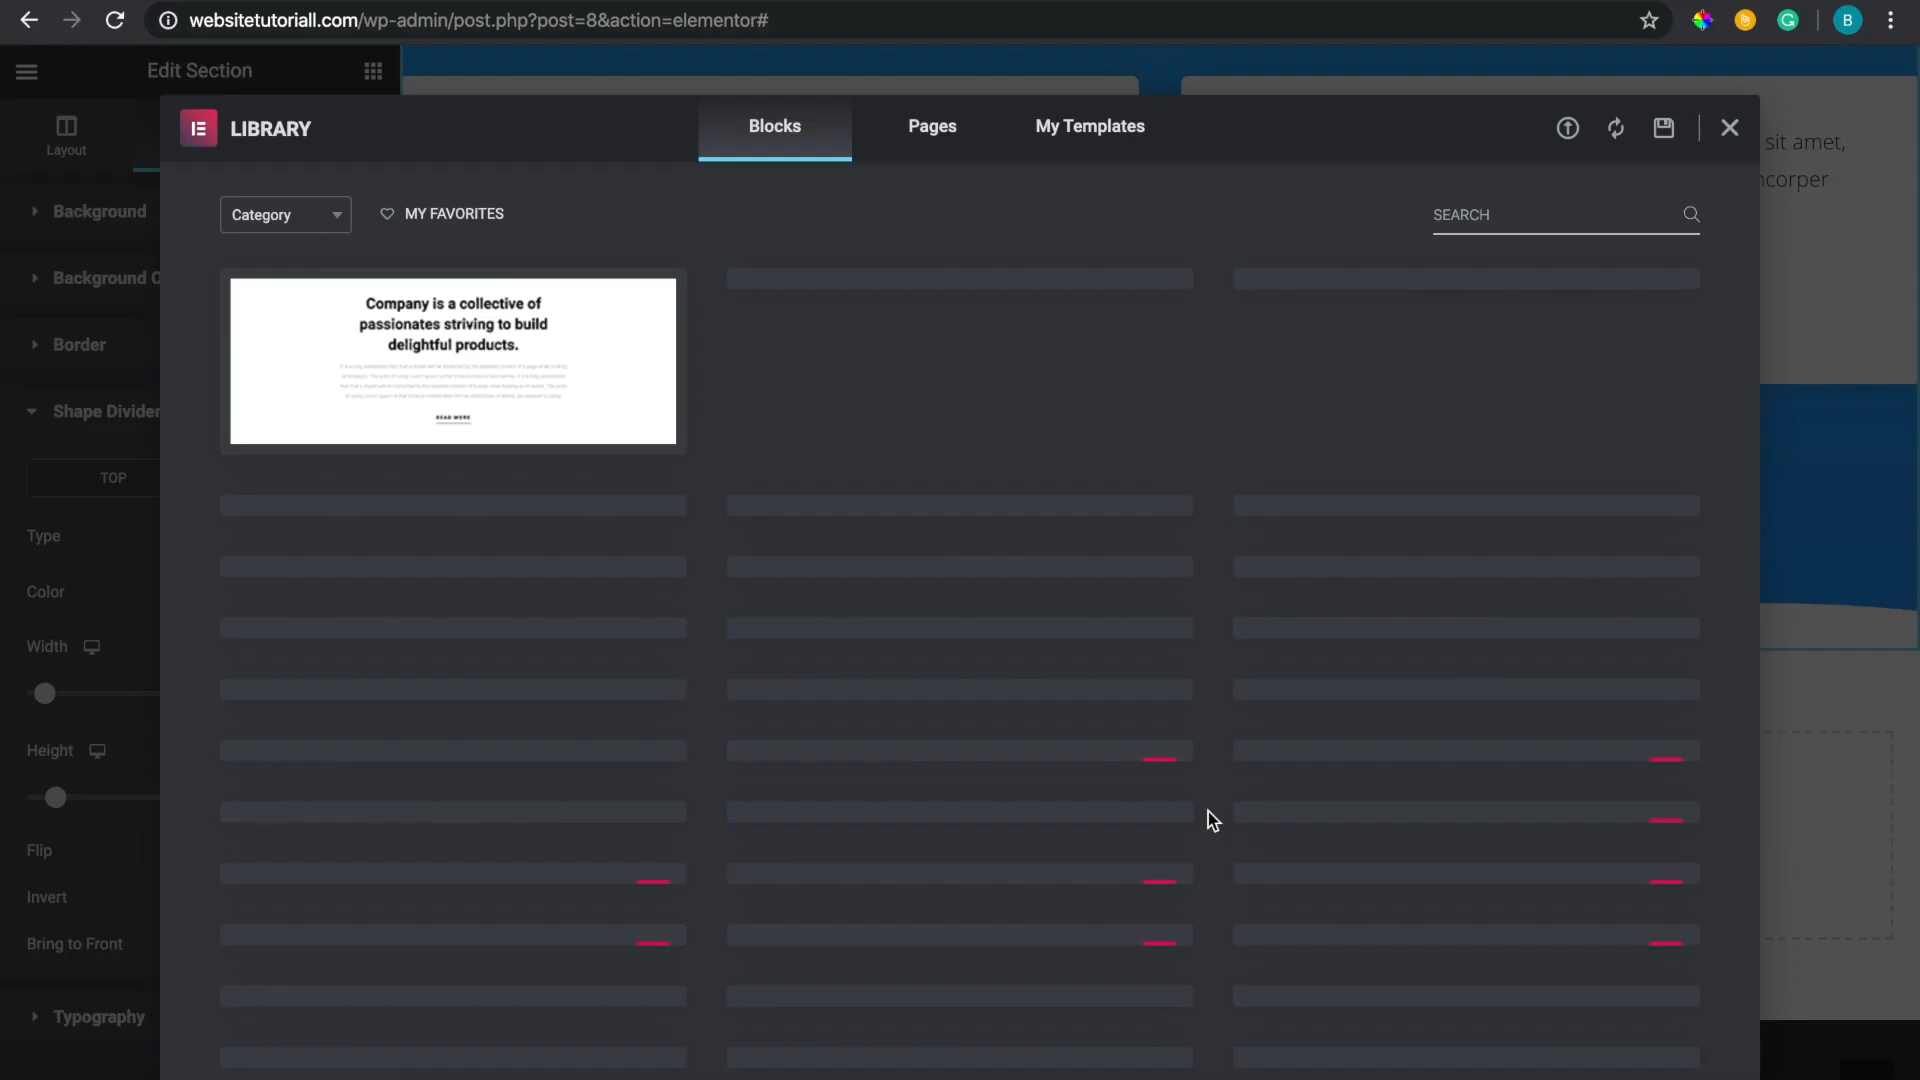 websitetutoriall.com/wp-admin/post.php?post=8&action=elementor#
B
Edit Section
LIBRARY
Blocks
Pages
My Templates
Layout
sit amet,
Category
MY FAVORITES
SEARCH
Background
Background O
Border
Shape Divider
TOP
Type
Color
Width
Height
Flip
Invert
Bring to Front
Typography
Company is a collective of
passionates striving to build
delightful products.
READ MORE